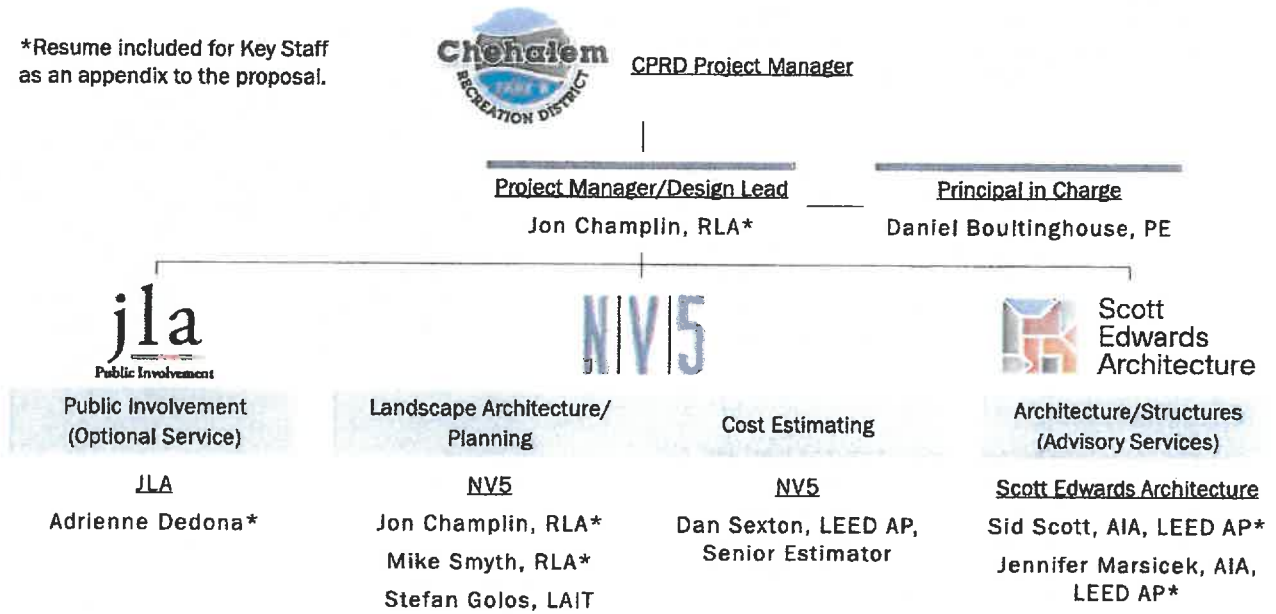 *Resume included for Key Staff
as an appendix to the proposal.
Chehalem
PARK &
RECREATION DISTRICT
CPRD Project Manager
Project Manager/Design Lead
Jon Champlin, RLA*
Principal in Charge
Daniel Boultinghouse, PE
jla
Public Involvement
N|V|5
Scott
Edwards
Architecture
Public Involvement
(Optional Service)
JLA
Adrienne Dedona*
Landscape Architecture/
Planning
NV5
Jon Champlin, RLA*
Mike Smyth, RLA*
Stefan Golos, LAIT
Cost Estimating
NV5
Dan Sexton, LEED AP,
Senior Estimator
Architecture/Structures
(Advisory Services)
Scott Edwards Architecture
Sid Scott, AIA, LEED AP*
Jennifer Marsicek, AIA,
LEED AP*